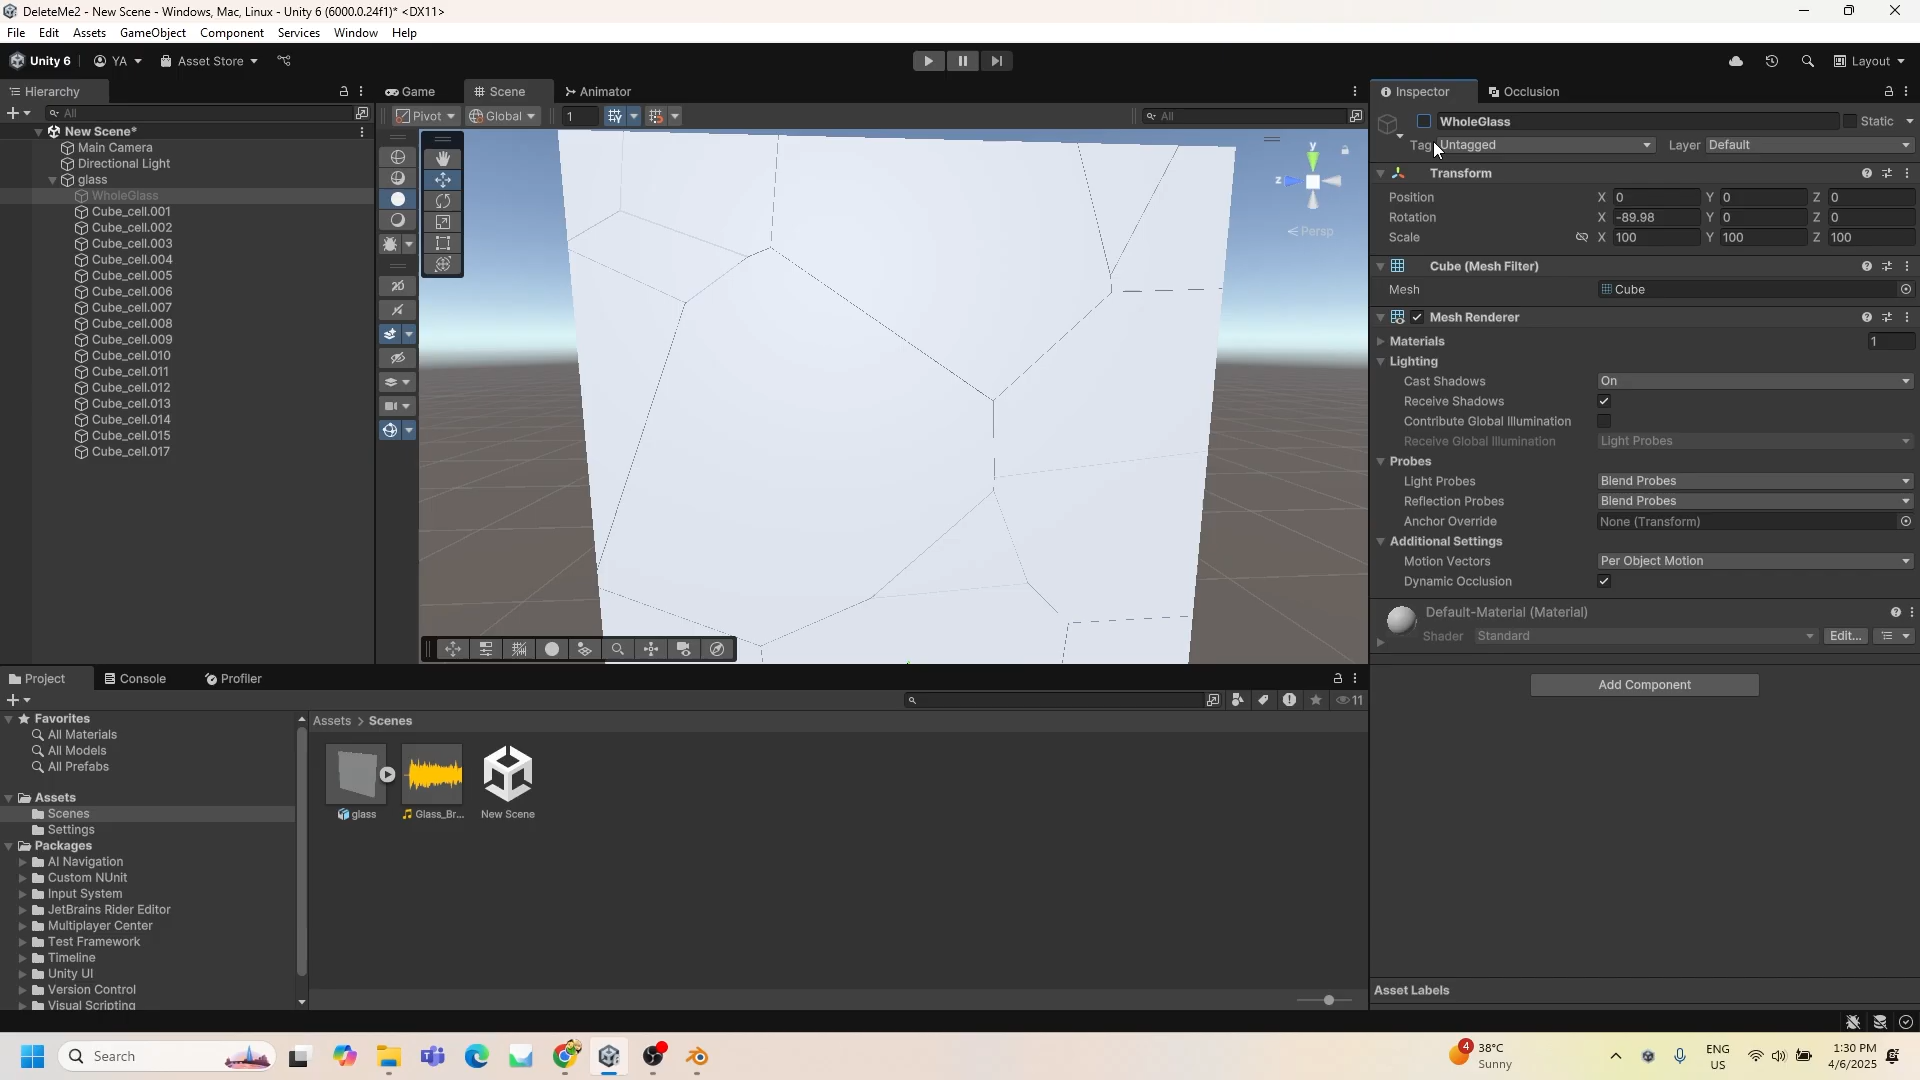 DeleteMe2 - New Scene - Windows, Mac, Linux - Unity 6 (6000.0.24f1)* <DX11>
File Edit Assets GameObject Component Services Window Help
Unity 6 YA Asset Store Layout
Hierarchy Game Scene Animator Inspector Occlusion
All Pivot Global 1 All WholeGlass Static
New Scene*
Main Camera
Directional Light
glass
WholeGlass
Cube_cell.001
Cube_cell.002
Cube_cell.003
Cube_cell.004
Cube_cell.005
Cube_cell.006
Cube_cell.007
Cube_cell.008
Cube_cell.009
Cube_cell.010
Cube_cell.011
Cube_cell.012
Cube_cell.013
Cube_cell.014
Cube_cell.015
Cube_cell.017
y
z
Persp
Tag Untagged Layer Default
Transform
Position X 0 Y 0 Z 0
Rotation X -89.98 Y 0 Z 0
Scale X 100 Y 100 Z 100
Cube (Mesh Filter)
Mesh Cube
Mesh Renderer
Materials 1
Lighting
Cast Shadows On
Receive Shadows
Contribute Global Illumination
Receive Global Illumination Light Probes
Probes
Light Probes Blend Probes
Reflection Probes Blend Probes
Anchor Override None (Transform)
Additional Settings
Motion Vectors Per Object Motion
Dynamic Occlusion
Default-Material (Material)
Shader Standard Edit...
Add Component
Asset Labels
Project Console Profiler
11
Favorites
All Materials
All Models
All Prefabs
Assets
Scenes
Settings
Packages
AI Navigation
Custom NUnit
Input System
JetBrains Rider Editor
Multiplayer Center
Test Framework
Timeline
Unity UI
Version Control
Visual Scripting
Assets > Scenes
glass Glass_Br... New Scene
Search
4 38°C
Sunny
ENG
US
1:30 PM
4/6/2025